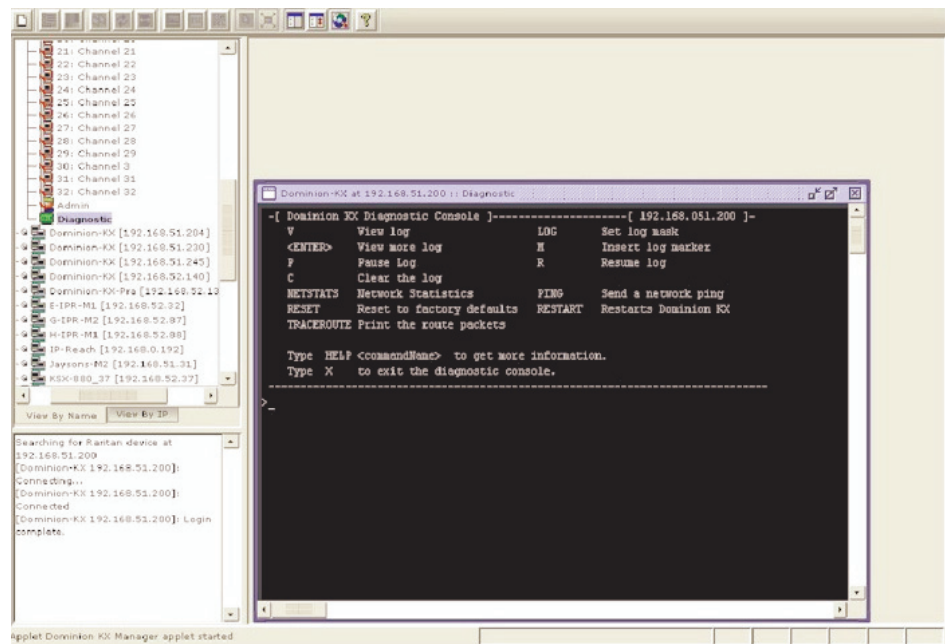 21: Channel 21
22: Channel 22
23: Channel 23
24: Channel 24
25: Channel 25
26: Channel 26
27: Channel 27
28: Channel 28
29: Channel 29
30: Channel 3
31: Channel 31
32: Channel 32
Admin
Diagnostic
Dominion-KX [192.168.51.204]
Dominion-KX [192.168.51.230]
Dominion-KX [192.168.51.245]
Dominion-KX [192.168.52.140]
Dominion-KX-Pra [192.168.52.13
E-IPR-M1 [192.168.52.32]
G-IPR-M2 [192.168.52.87]
H-IPR-M1 [192.168.52.88]
IP-Reach [192.168.0.192]
Jaysons-M2 [192.168.51.31]
KSX-880_37 [192.168.52.37]
View By Name View By IP
Searching for Raritan device at
192.168.51.200
[Dominion-KX 192.168.51.200]:
Connecting...
[Dominion-KX 192.168.51.200]:
Connected
[Dominion-KX 192.168.51.200]: Login
complete.
Dominion-KX at 192.168.51.200 :: Diagnostic
-[ Dominion KX Diagnostic Console ]---------------------[ 192.168.051.200 ]-
V View log LOG Set log mask
<ENTER> View more log M Insert log marker
P Pause Log R Resume log
C Clear the log
NETSTATS Network Statistics PING Send a network ping
RESET Reset to factory defaults RESTART Restarts Dominion KX
TRACEROUTE Print the route packets
Type HELP <commandName> to get more information.
Type X to exit the diagnostic console.
------------------------------------------------------------------------------
>_
Applet Dominion KX Manager applet started